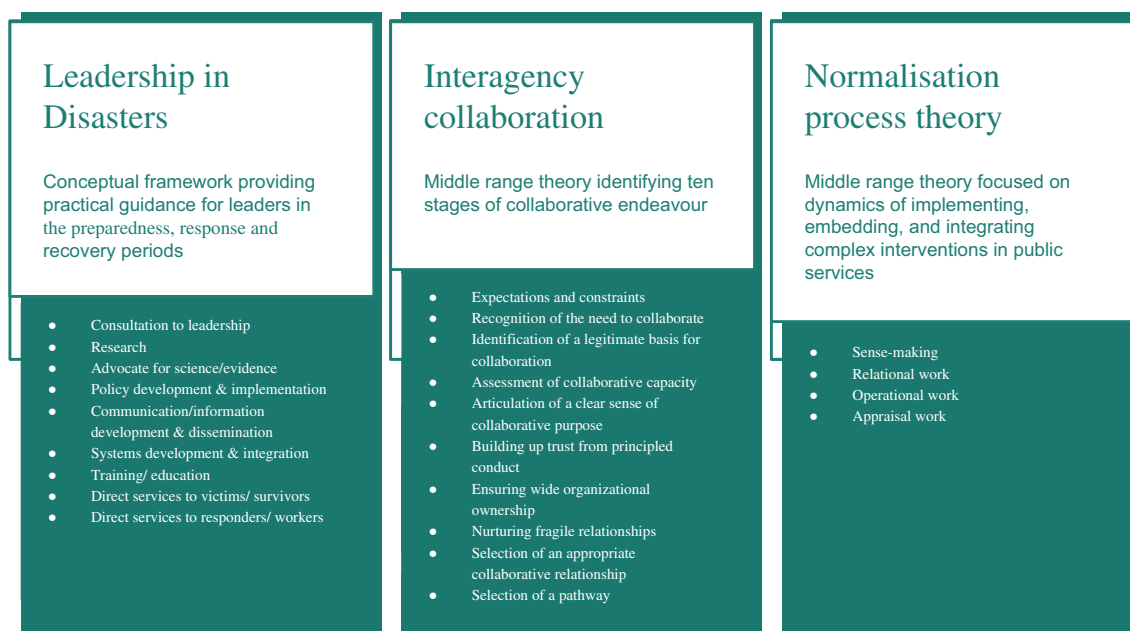 Leadership in
Disasters
Conceptual framework providing
practical guidance for leaders in
the preparedness, response and
recovery periods
● Consultation to leadership
● Research
● Advocate for science/evidence
● Policy development & implementation
● Communication/information
development & dissemination
● Systems development & integration
● Training/ education
● Direct services to victims/ survivors
● Direct services to responders/ workers
Interagency
collaboration
Middle range theory identifying ten
stages of collaborative endeavour
● Expectations and constraints
● Recognition of the need to collaborate
● Identification of a legitimate basis for
collaboration
● Assessment of collaborative capacity
● Articulation of a clear sense of
collaborative purpose
● Building up trust from principled
conduct
● Ensuring wide organizational
ownership
● Nurturing fragile relationships
● Selection of an appropriate
collaborative relationship
● Selection of a pathway
Normalisation
process theory
Middle range theory focused on
dynamics of implementing,
embedding, and integrating
complex interventions in public
services
● Sense-making
● Relational work
● Operational work
● Appraisal work